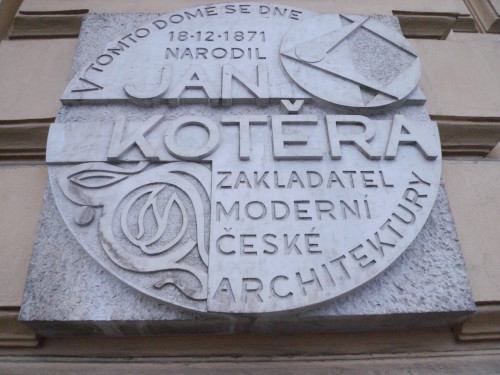 V TOMTO DOMĚ SE DNE
18·12·1871
NARODIL
JAN
KOTĚRA
ZAKLADATEL
MODERNÍ
ČESKÉ
ARCHITEKTURY